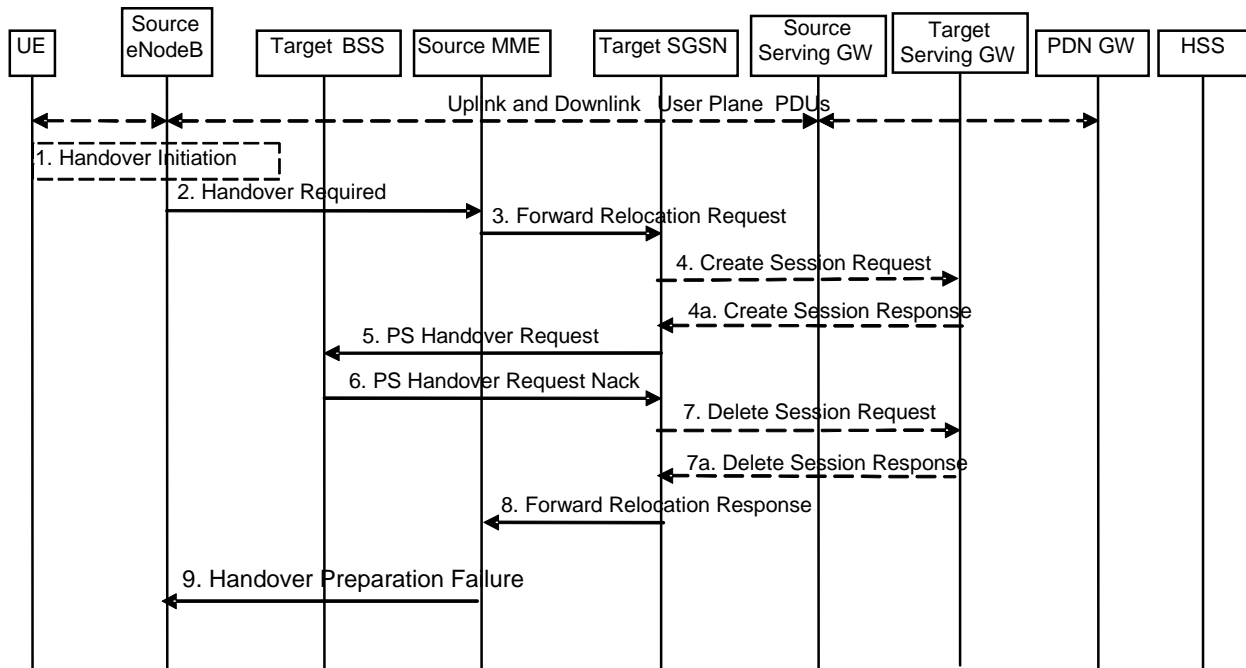 UE
Source
eNodeB
Target BSS
Source MME
Target SGSN
Source
Serving GW
Target
Serving GW
PDN GW
HSS
Uplink and Downlink User Plane PDUs
1. Handover Initiation
2. Handover Required
3. Forward Relocation Request
4. Create Session Request
4a. Create Session Response
5. PS Handover Request
6. PS Handover Request Nack
7. Delete Session Request
7a. Delete Session Response
8. Forward Relocation Response
9. Handover Preparation Failure